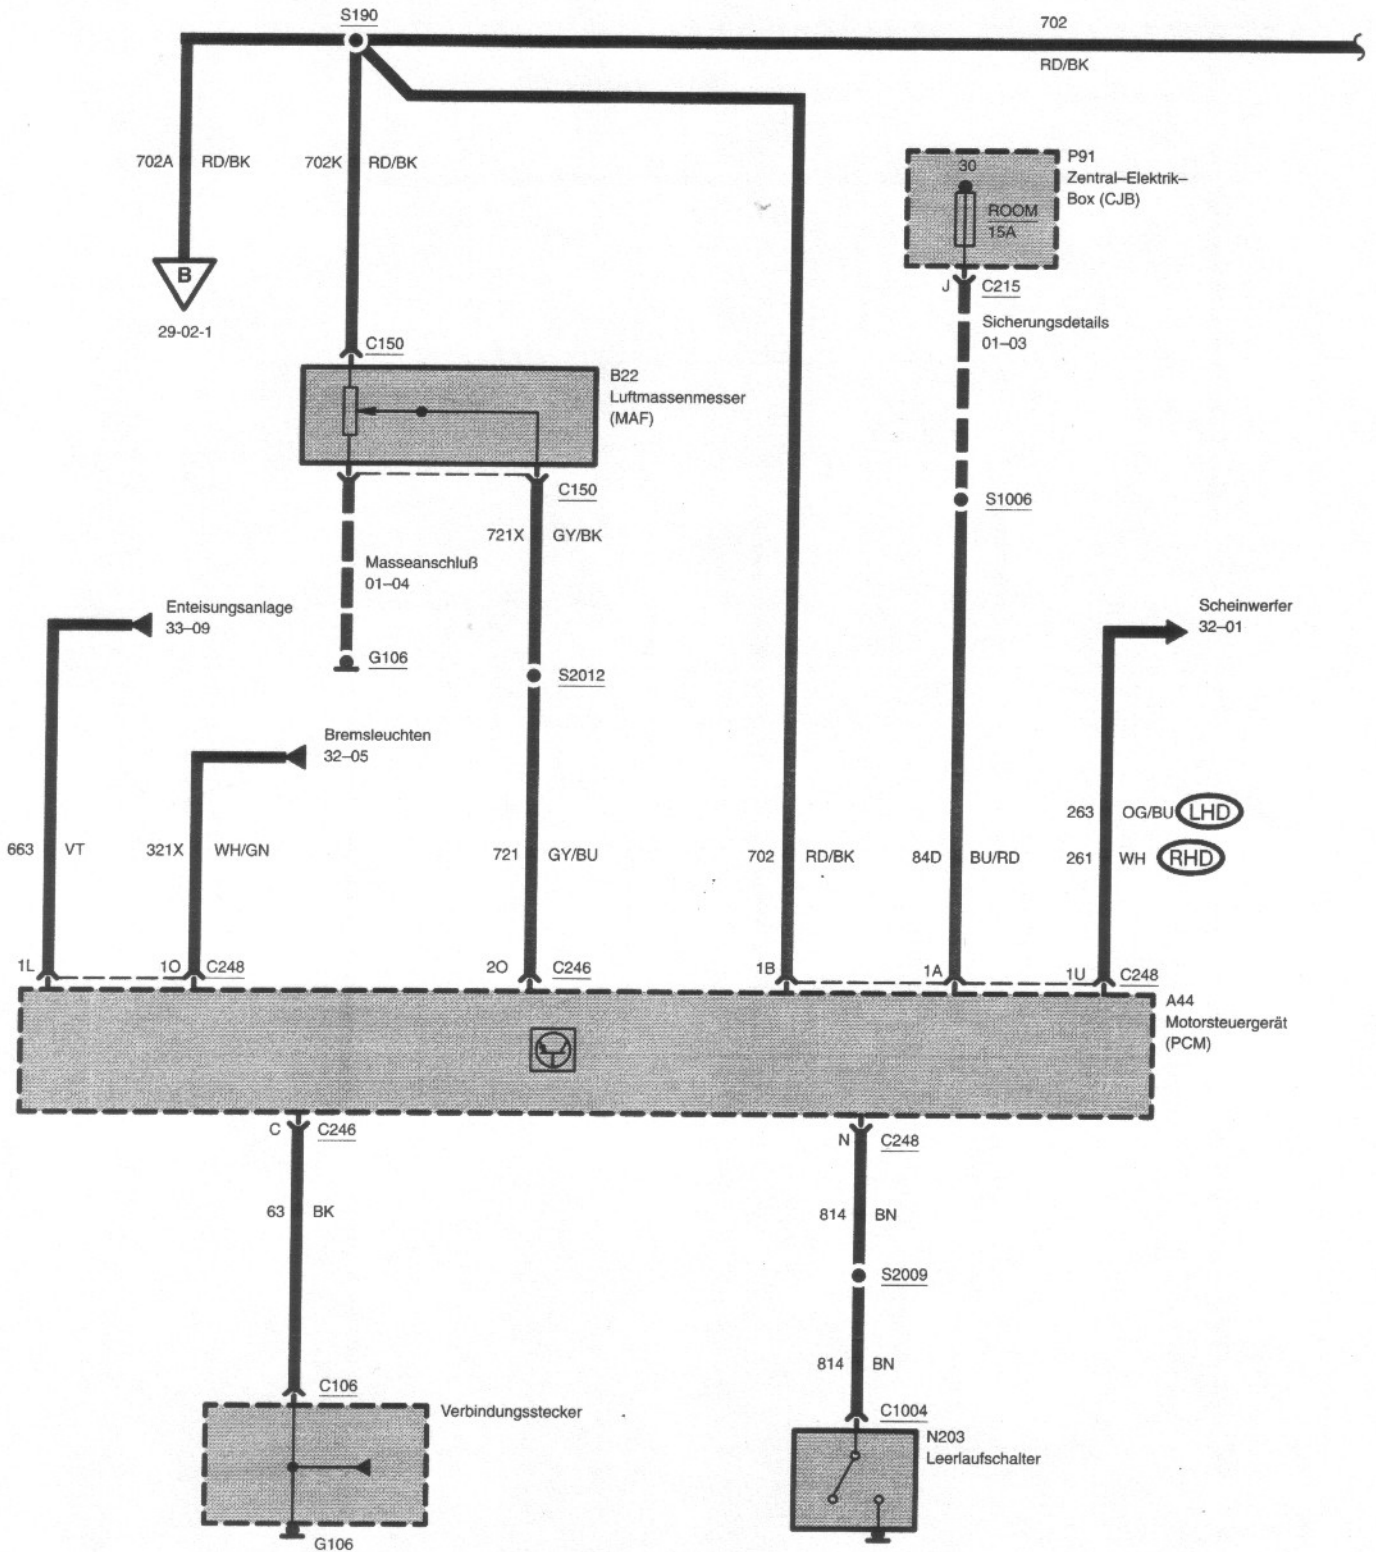 S190
702
RD/BK
702A RD/BK
702K RD/BK
30
ROOM
15A
P91
Zentral–Elektrik–
Box (CJB)
B
29-02-1
J C215
Sicherungsdetails
01–03
C150
B22
Luftmassenmesser
(MAF)
C150
721X GY/BK
S1006
Masseanschluß
01–04
Enteisungsanlage
33–09
Scheinwerfer
32–01
G106
S2012
Bremsleuchten
32–05
263 OG/BU LHD
663 VT
321X WH/GN
721 GY/BU
702 RD/BK
84D BU/RD
261 WH RHD
1L
1O C248
2O C246
1B
1A
1U C248
A44
Motorsteuergerät
(PCM)
C C246
N C248
63 BK
814 BN
S2009
814 BN
C106
Verbindungsstecker
C1004
N203
Leerlaufschalter
G106